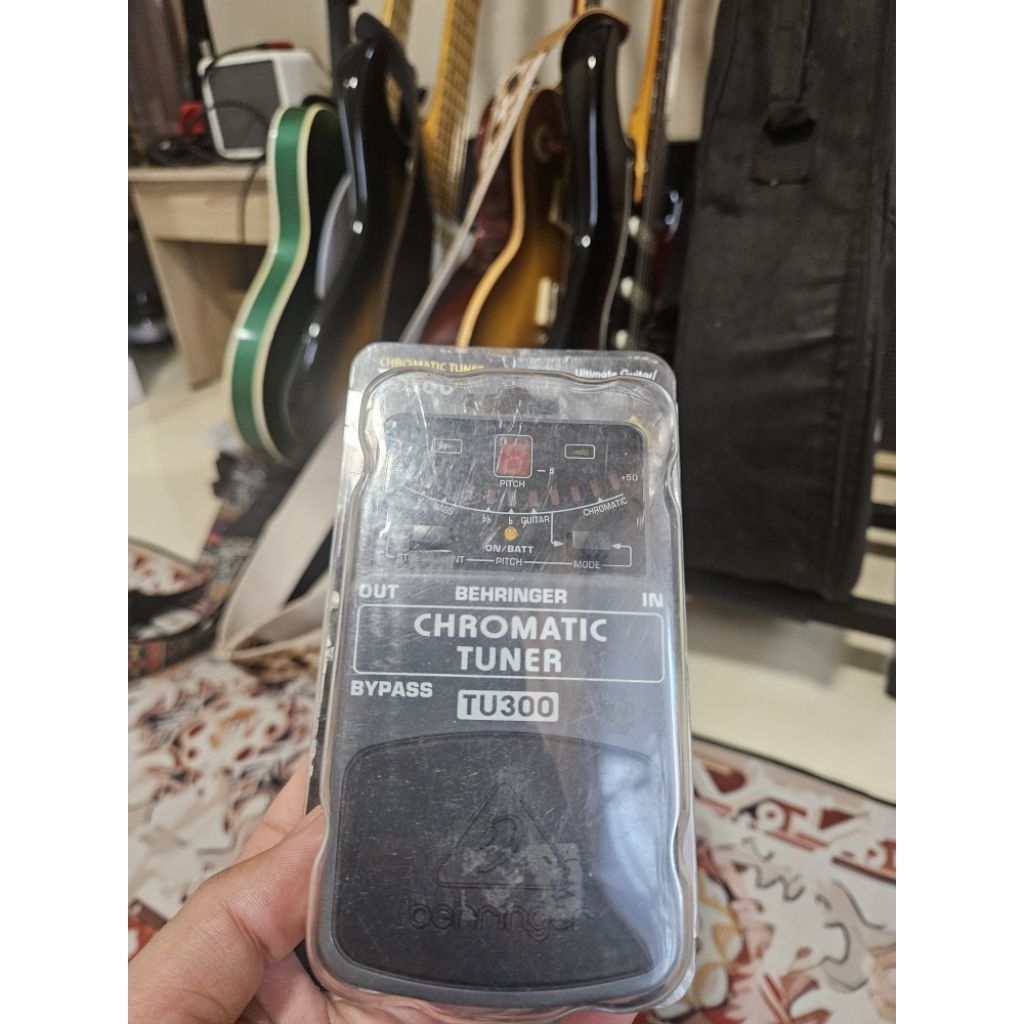 CHROMATIC TUNER
Ultimate Guitar/
PITCH
+50
BASS
GUITAR
CHROMATIC
ON/BATT
PITCH
MODE
OUT
BEHRINGER
IN
CHROMATIC
TUNER
BYPASS
TU300
behringer